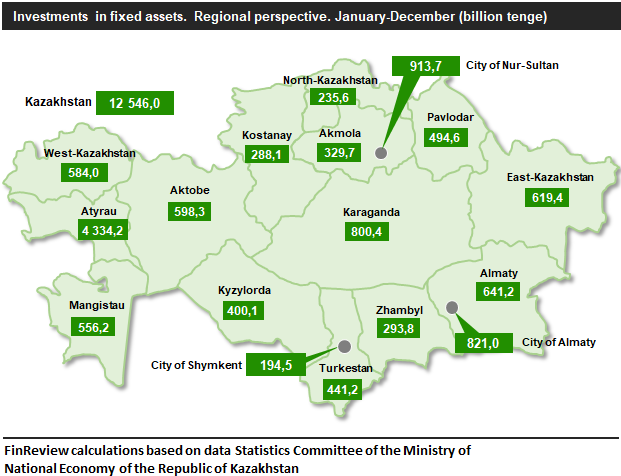 Investments in fixed assets. Regional perspective. January-December (billion tenge)
913,7 City of Nur-Sultan
North-Kazakhstan
235,6
Kazakhstan 12 546,0
Pavlodar
494,6
Kostanay
288,1
Akmola
329,7
West-Kazakhstan
584,0
East-Kazakhstan
619,4
Aktobe
598,3
Atyrau
4 334,2
Karaganda
800,4
Almaty
641,2
Kyzylorda
400,1
Mangistau
556,2
Zhambyl
293,8
821,0 City of Almaty
City of Shymkent 194,5
Turkestan
441,2
FinReview calculations based on data Statistics Committee of the Ministry of
National Economy of the Republic of Kazakhstan